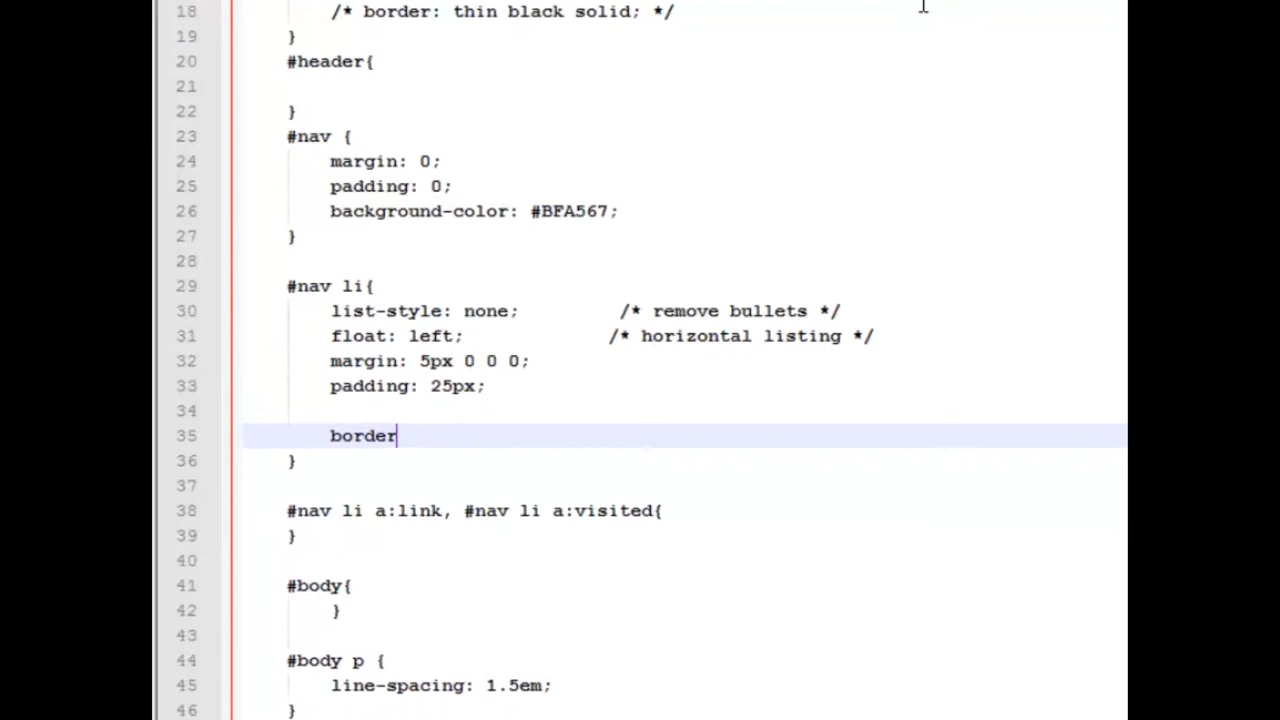 18 /* border: thin black solid; */
19 }
20 #header{
21
22 }
23 #nav {
24 margin: 0;
25 padding: 0;
26 background-color: #BFA567;
27 }
28
29 #nav li{
30 list-style: none; /* remove bullets */
31 float: left; /* horizontal listing */
32 margin: 5px 0 0 0;
33 padding: 25px;
34
35 border
36 }
37
38 #nav li a:link, #nav li a:visited{
39 }
40
41 #body{
42 }
43
44 #body p {
45 line-spacing: 1.5em;
46 }